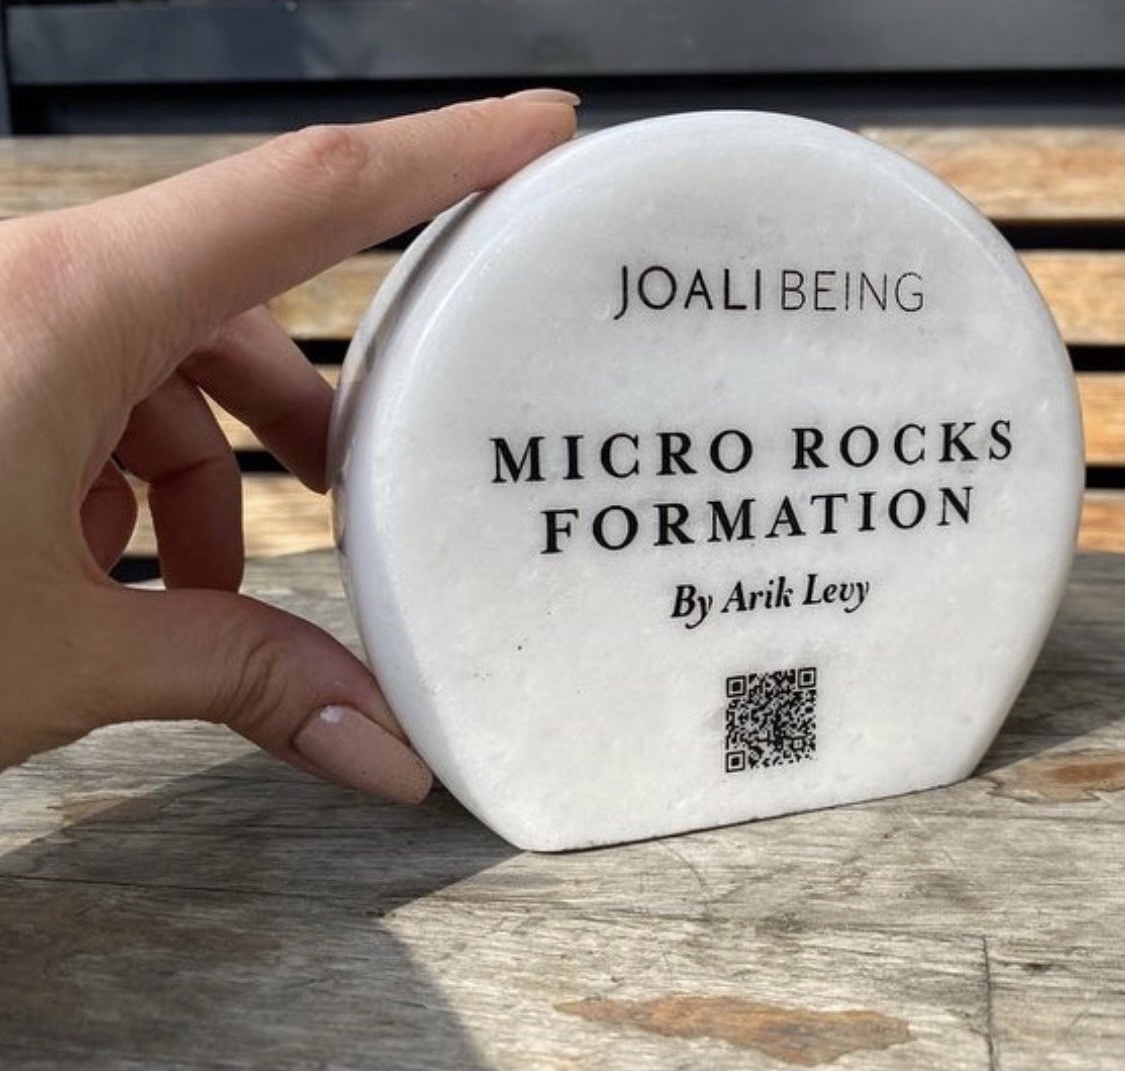 JOALI BEING
MICRO ROCKS
FORMATION
By Arik Levy